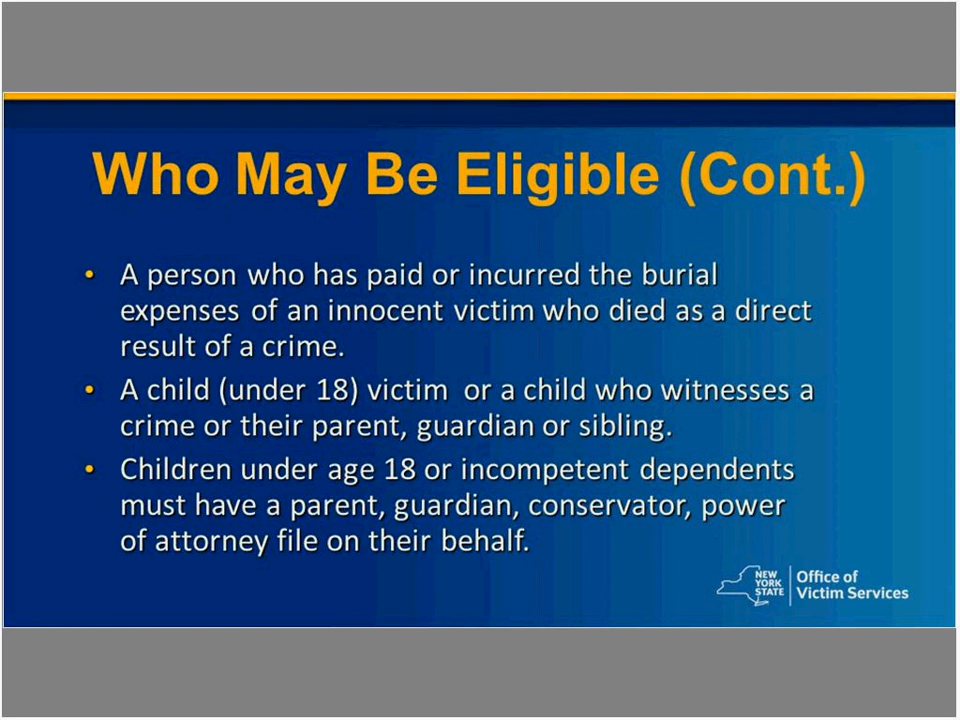 Who May Be Eligible (Cont.)
• A person who has paid or incurred the burial
expenses of an innocent victim who died as a direct
result of a crime.
• A child (under 18) victim or a child who witnesses a
crime or their parent, guardian or sibling.
• Children under age 18 or incompetent dependents
must have a parent, guardian, conservator, power
of attorney file on their behalf.
NEW
YORK
STATE
Office of
Victim Services